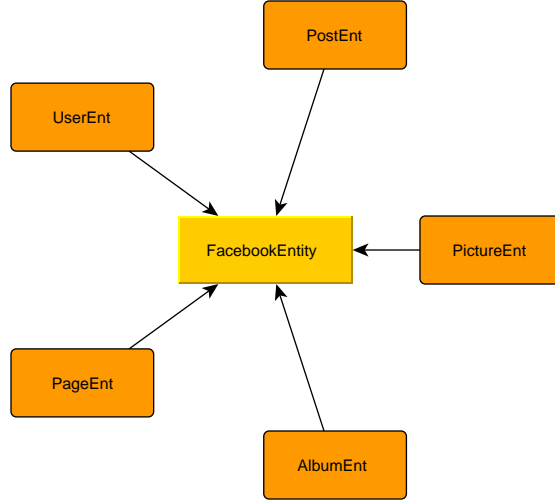 PostEnt
UserEnt
FacebookEntity
PictureEnt
PageEnt
AlbumEnt